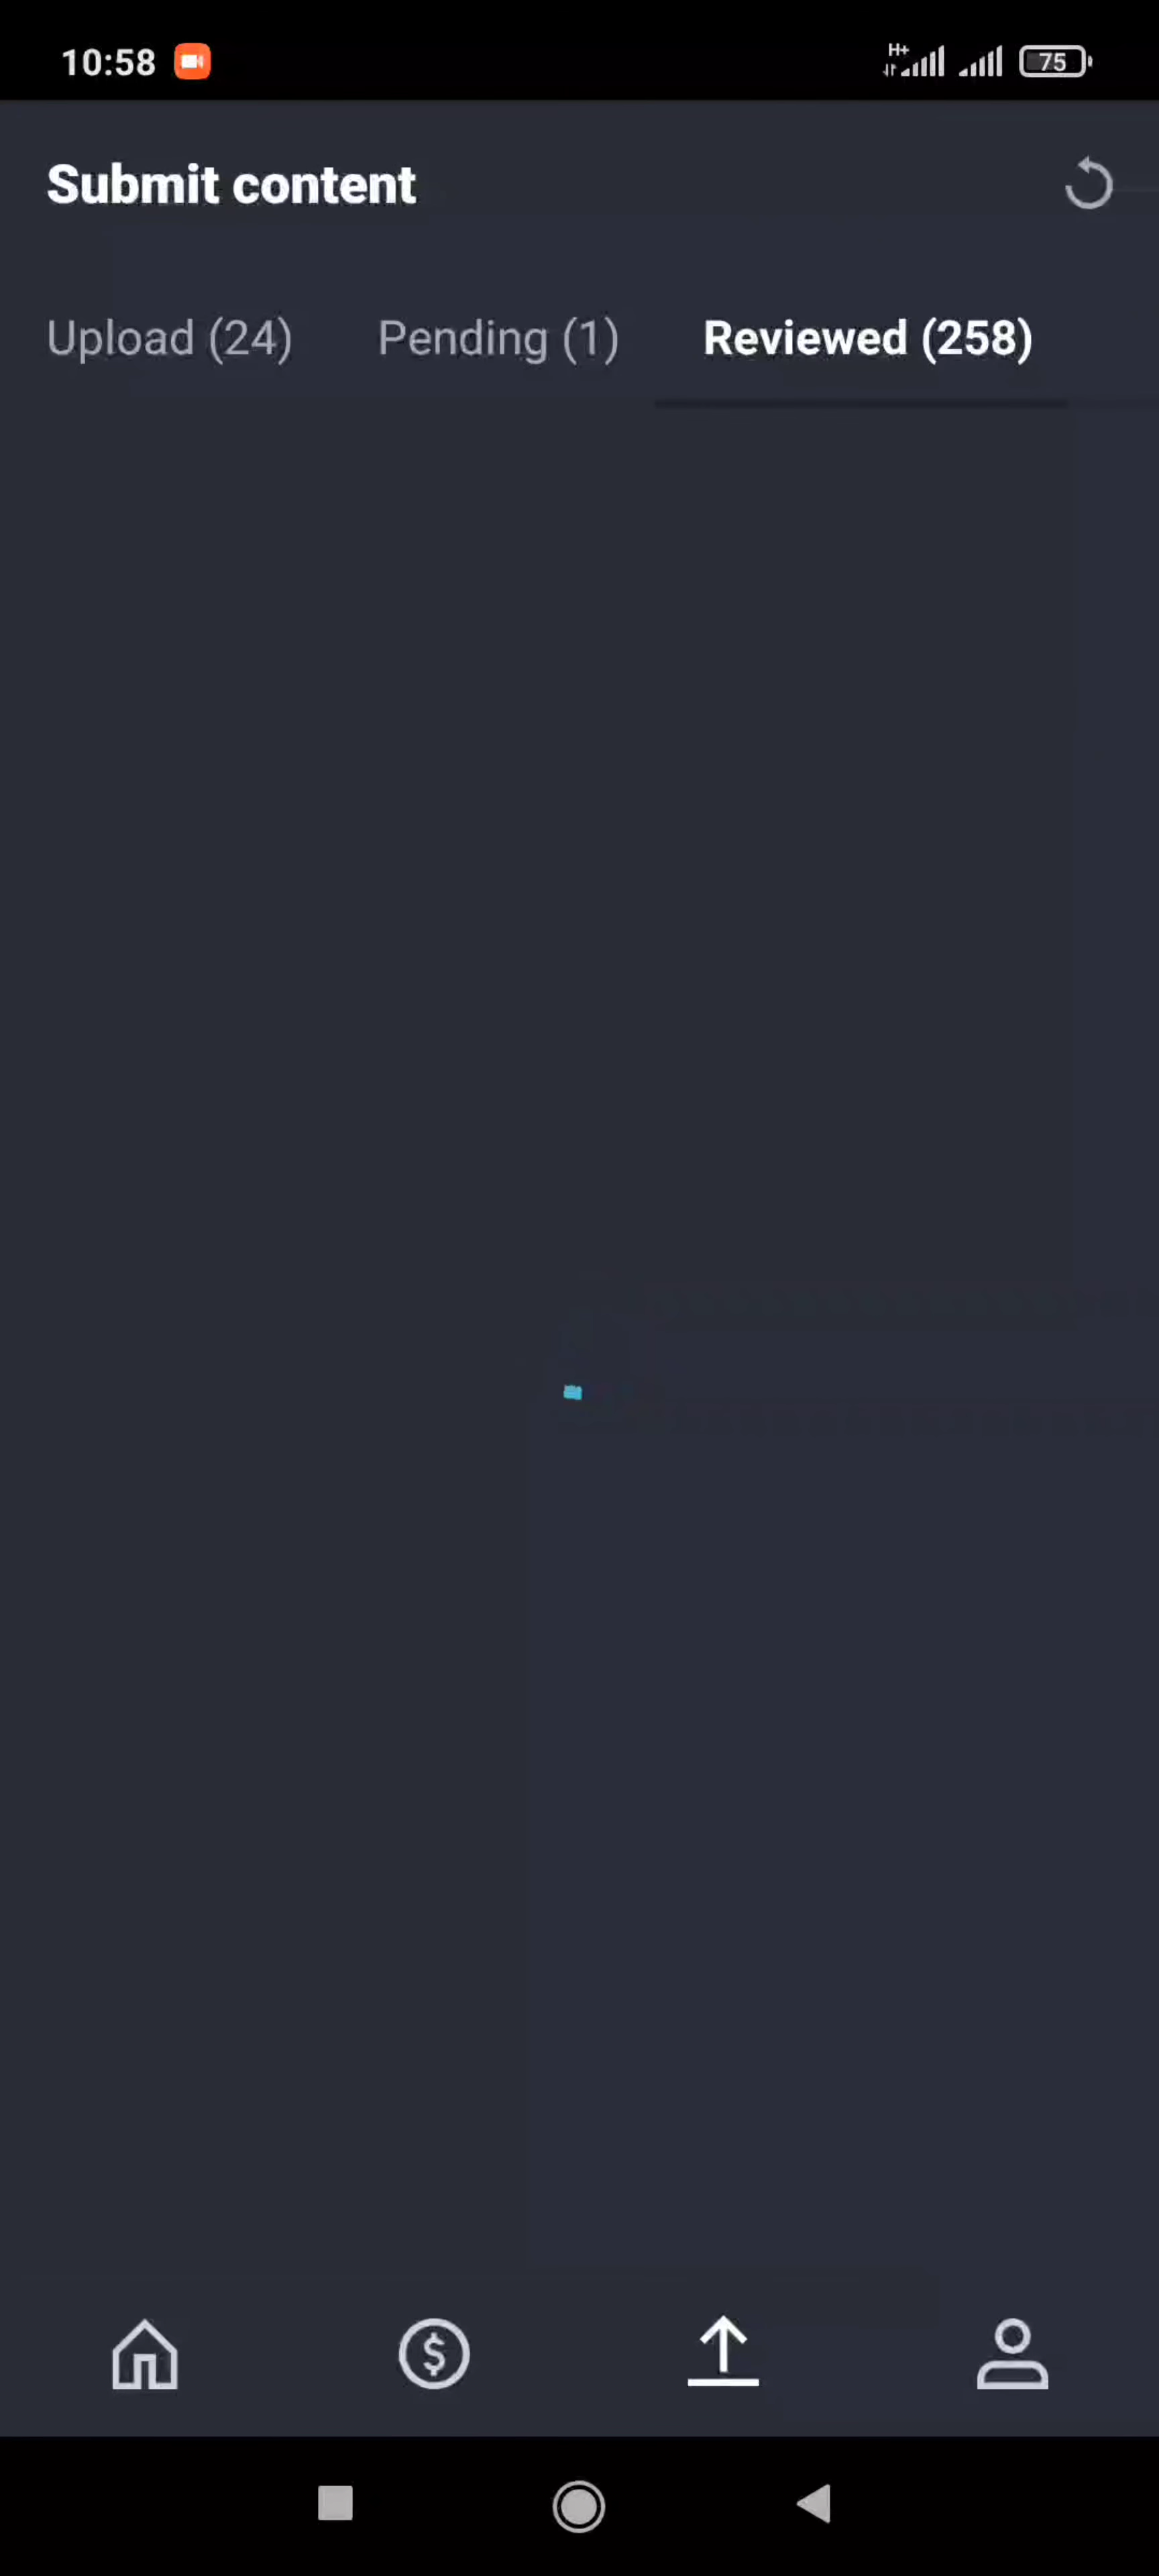 10:58 H+ 75
Submit content
Upload (24) Pending (1) Reviewed (258)